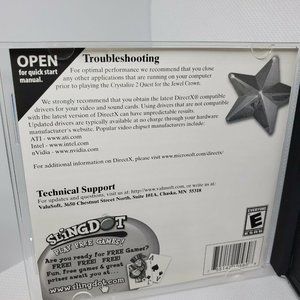 OPEN
for quick start
manual.
Troubleshooting
For optimal performance we recommend that you close
any other applications that are running on your computer
prior to playing the Crystalize 2 Quest for the Jewel Crown.
We strongly recommend that you obtain the latest DirectX® compatible
drivers for your video and sound cards. Using drivers that are not compatible
with the latest version of DirectX can have unpredictable results.
Updated drivers are typically available at no charge through your hardware
manufacturer's website. Popular video chipset manufacturers include:
ATI - www.ati.com
Intel - www.intel.com
nVidia - www.nvidia.com
For additional information on DirectX, please visit www.microsoft.com/directx/
Technical Support
For updates and questions, visit us at http://www.valusoft.com, or write us at:
ValuSoft, 3650 Chestnut Street North, Suite 101A, Chaska, MN 55318
SLINGDOT
PLAY FREE GAMES!
Are you ready for FREE Games?
FREE! FREE! FREE!
Fun, free games & great
prizes await you at...
www.slingdot.com
EVERYONE
E
ESRB